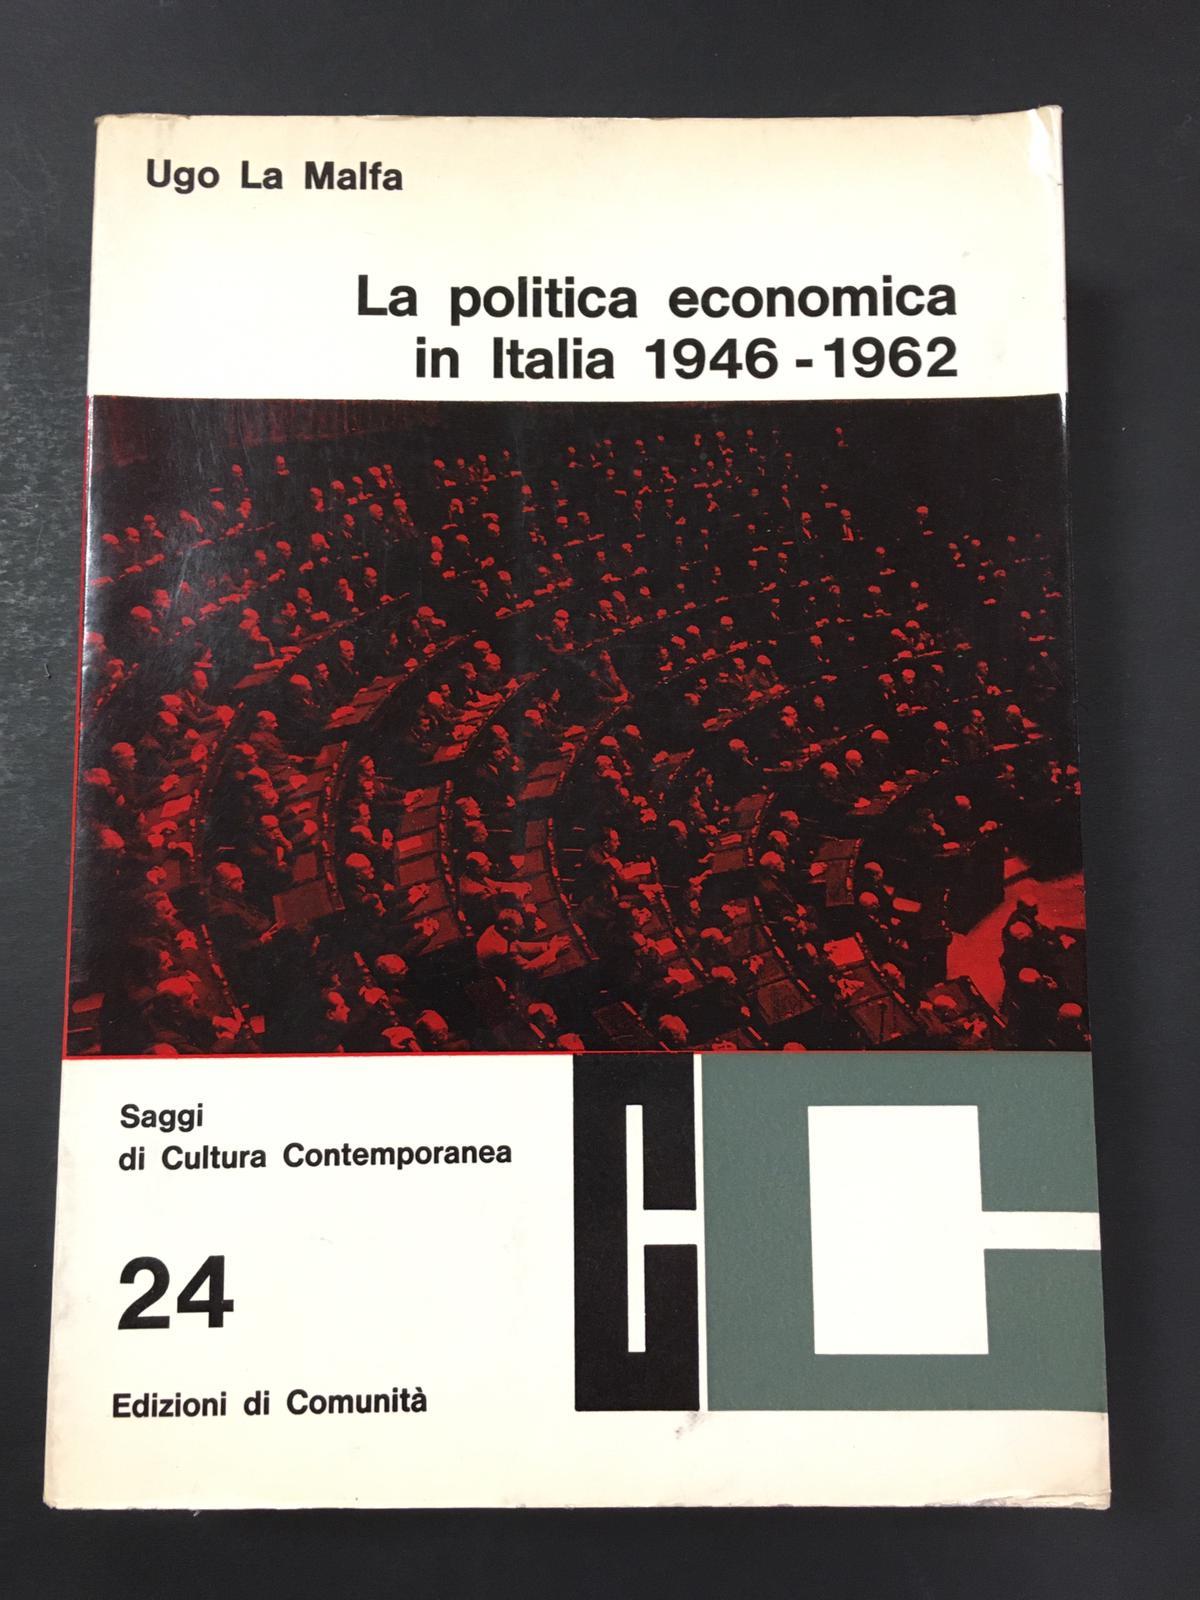 Ugo La Malfa
La politica economica
in Italia 1946 - 1962
Saggi
di Cultura Contemporanea
24
Edizioni di Comunità